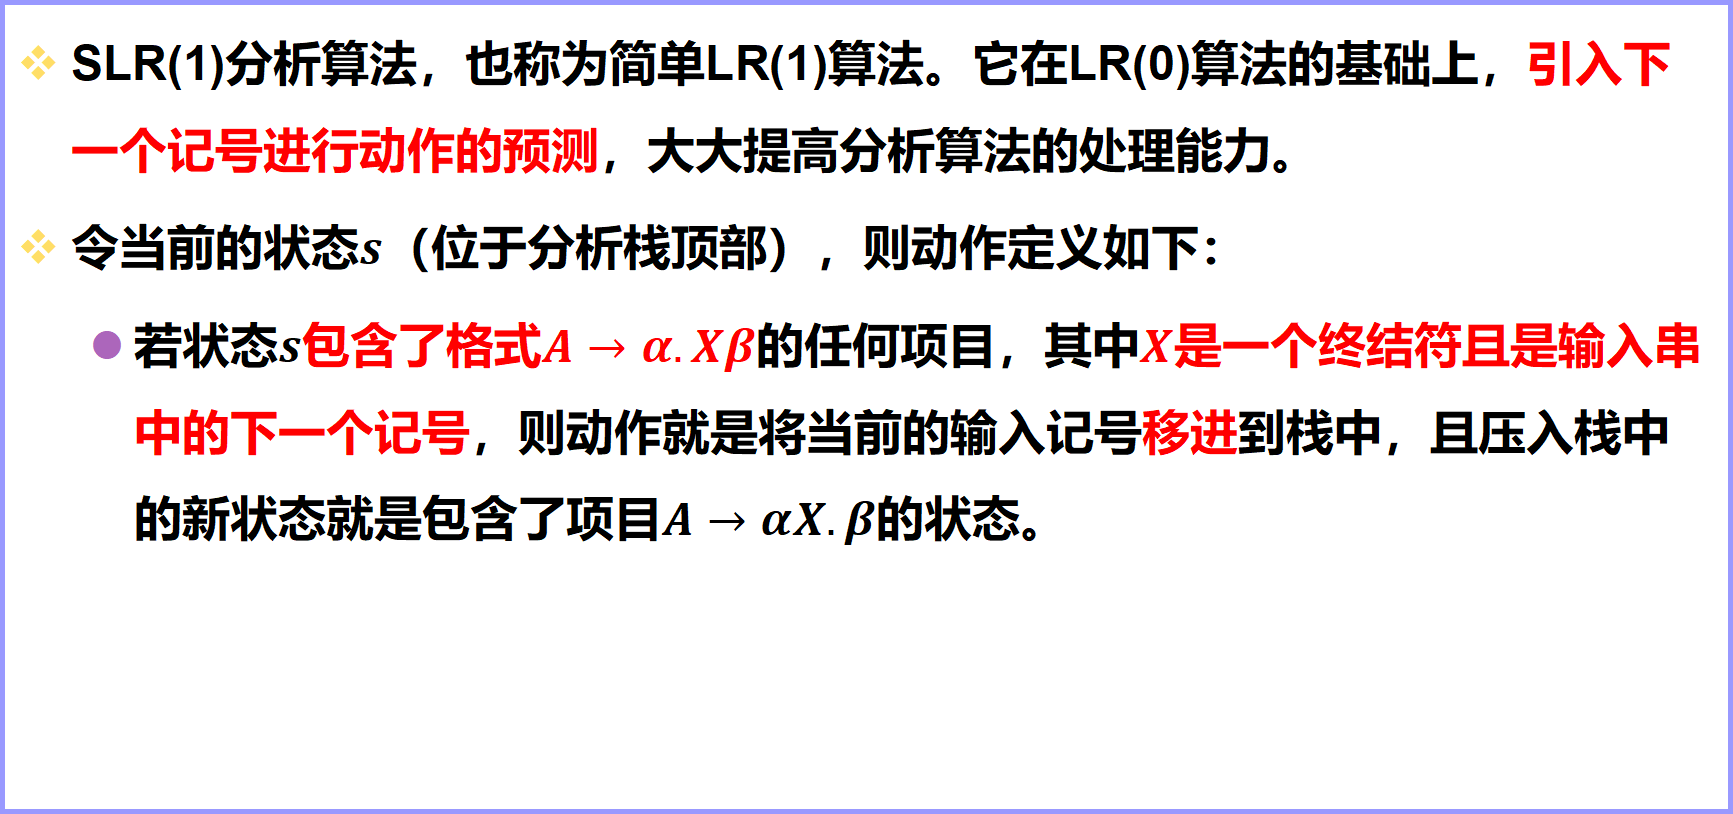 SLR(1)分析算法，也称为简单LR(1)算法。它在LR(0)算法的基础上，引入下
一个记号进行动作的预测，大大提高分析算法的处理能力。
令当前的状态s（位于分析栈顶部），则动作定义如下：
若状态s包含了格式A → α.Xβ的任何项目，其中X是一个终结符且是输入串
中的下一个记号，则动作就是将当前的输入记号移进到栈中，且压入栈中
的新状态就是包含了项目A → αX.β的状态。